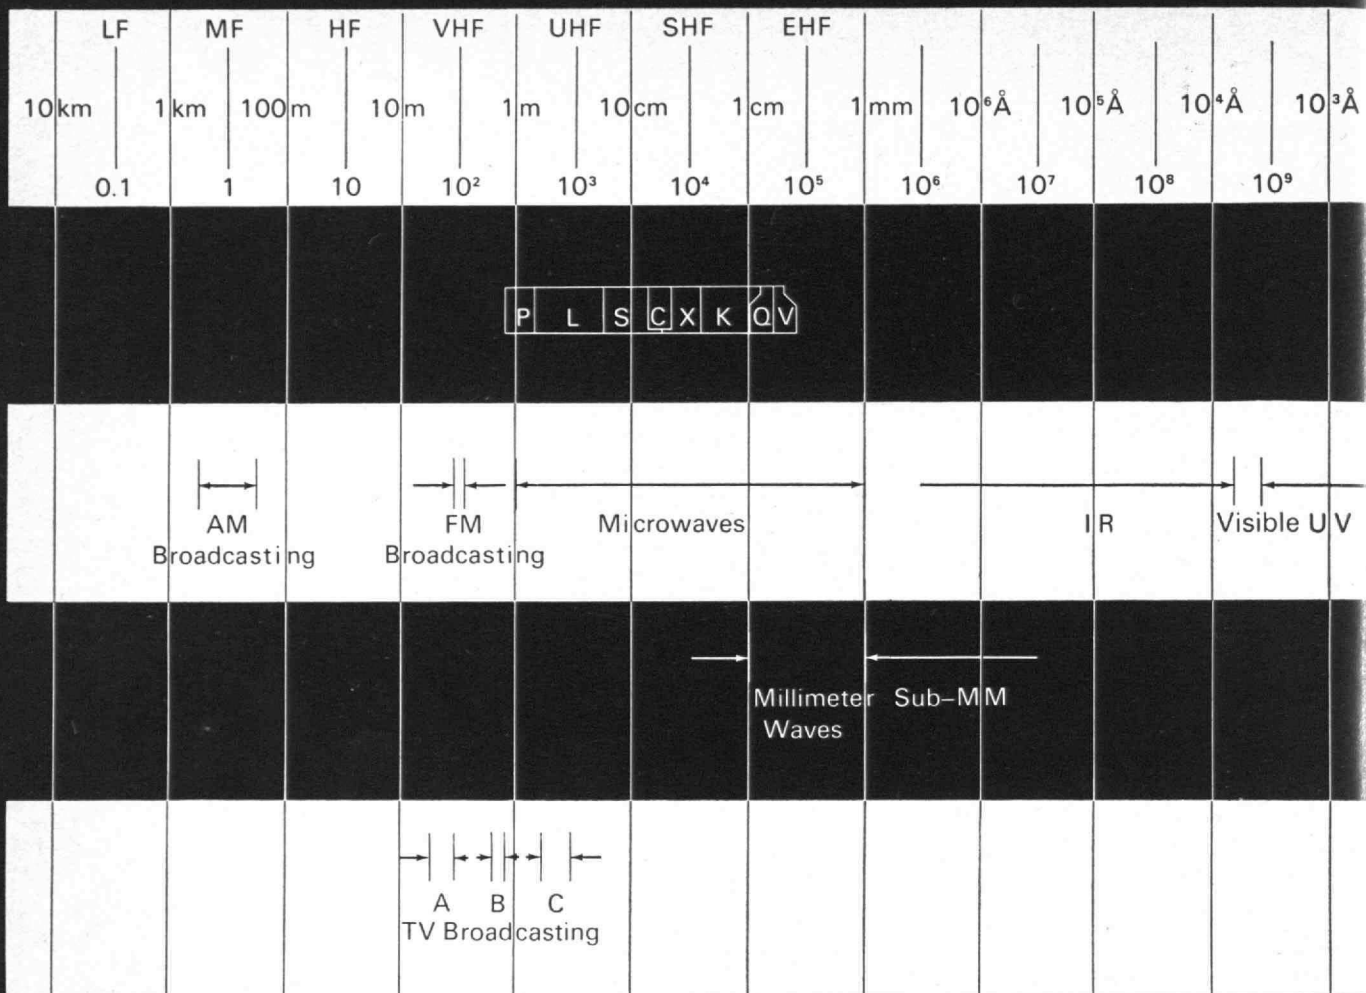 LF MF HF VHF UHF SHF EHF
10km 1km 100m 10m 1m 10cm 1cm 1mm 10⁶Å 10⁵Å 10⁴Å 10³Å
0.1 1 10 10² 10³ 10⁴ 10⁵ 10⁶ 10⁷ 10⁸ 10⁹
P L S C X K Q V
AM FM Microwaves IR Visible UV
Broadcasting Broadcasting
Millimeter Sub–MM
Waves
A B C
TV Broadcasting